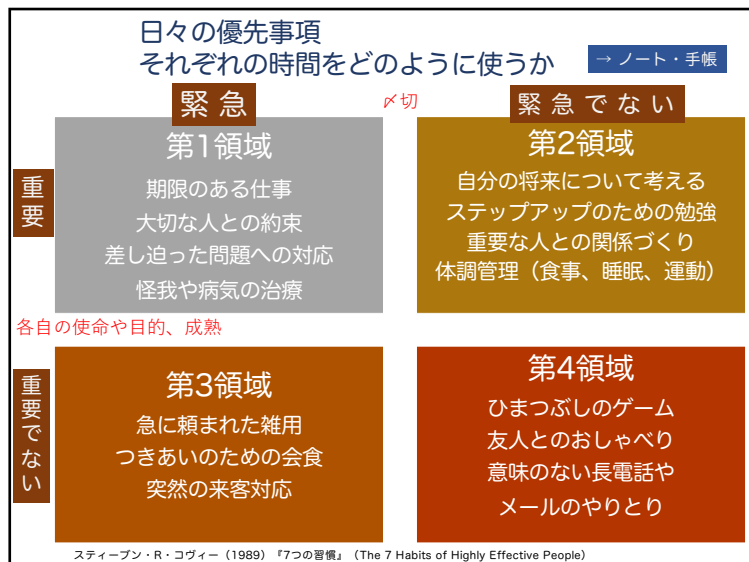 日々の優先事項
それぞれの時間をどのように使うか
→ ノート・手帳
緊急
〆切
緊急でない
重要
第1領域
期限のある仕事
大切な人との約束
差し迫った問題への対応
怪我や病気の治療
第2領域
自分の将来について考える
ステップアップのための勉強
重要な人との関係づくり
体調管理（食事、睡眠、運動）
各自の使命や目的、成熟
重要でない
第3領域
急に頼まれた雑用
つきあいのための会食
突然の来客対応
第4領域
ひまつぶしのゲーム
友人とのおしゃべり
意味のない長電話や
メールのやりとり
スティーブン・R・コヴィー（1989）『7つの習慣』（The 7 Habits of Highly Effective People）